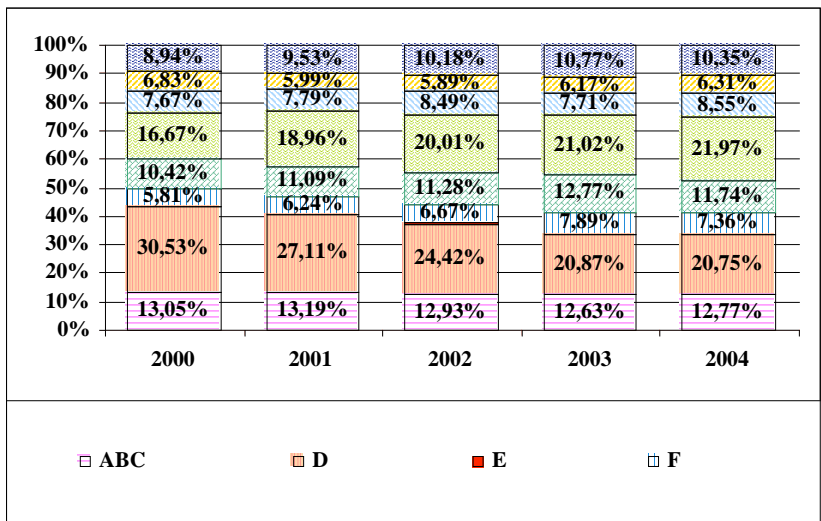 100%
90%
80%
70%
60%
50%
40%
30%
20%
10%
0%
8,94% 9,53% 10,18% 10,77% 10,35%
6,83% 5,99% 5,89% 6,17% 6,31%
7,67% 7,79% 8,49% 7,71% 8,55%
16,67% 18,96% 20,01% 21,02% 21,97%
10,42% 11,09% 11,28% 12,77% 11,74%
5,81% 6,24% 6,67% 7,89% 7,36%
30,53% 27,11% 24,42% 20,87% 20,75%
13,05% 13,19% 12,93% 12,63% 12,77%
2000 2001 2002 2003 2004
ABC D E F